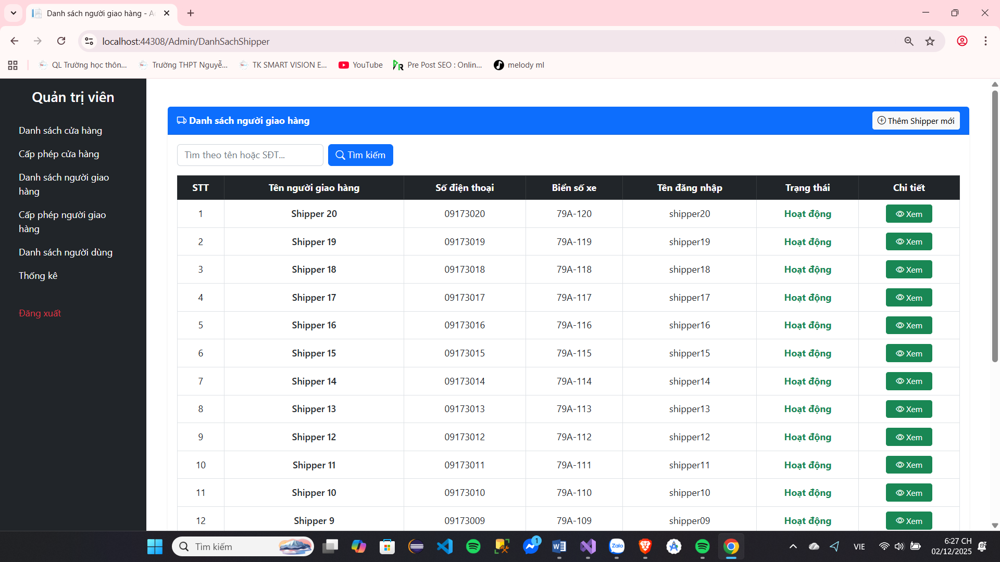 Danh sách người giao hàng - A
localhost:44308/Admin/DanhSachShipper
QL Trường học thôn...
Trường THPT Nguyễ...
TK SMART VISION E...
YouTube
Pre Post SEO : Onlin...
melody ml
Quản trị viên
Danh sách cửa hàng
Cấp phép cửa hàng
Danh sách người giao
hàng
Cấp phép người giao
hàng
Danh sách người dùng
Thống kê
Đăng xuất
Danh sách người giao hàng
Thêm Shipper mới
Tìm theo tên hoặc SĐT...
Tìm kiếm
STT Tên người giao hàng Số điện thoại Biển số xe Tên đăng nhập Trạng thái Chi tiết
1 Shipper 20 09173020 79A-120 shipper20 Hoạt động Xem
2 Shipper 19 09173019 79A-119 shipper19 Hoạt động Xem
3 Shipper 18 09173018 79A-118 shipper18 Hoạt động Xem
4 Shipper 17 09173017 79A-117 shipper17 Hoạt động Xem
5 Shipper 16 09173016 79A-116 shipper16 Hoạt động Xem
6 Shipper 15 09173015 79A-115 shipper15 Hoạt động Xem
7 Shipper 14 09173014 79A-114 shipper14 Hoạt động Xem
8 Shipper 13 09173013 79A-113 shipper13 Hoạt động Xem
9 Shipper 12 09173012 79A-112 shipper12 Hoạt động Xem
10 Shipper 11 09173011 79A-111 shipper11 Hoạt động Xem
11 Shipper 10 09173010 79A-110 shipper10 Hoạt động Xem
12 Shipper 9 09173009 79A-109 shipper09 Hoạt động Xem
Tìm kiếm
1
Zalo
VIE
6:27 CH
02/12/2025